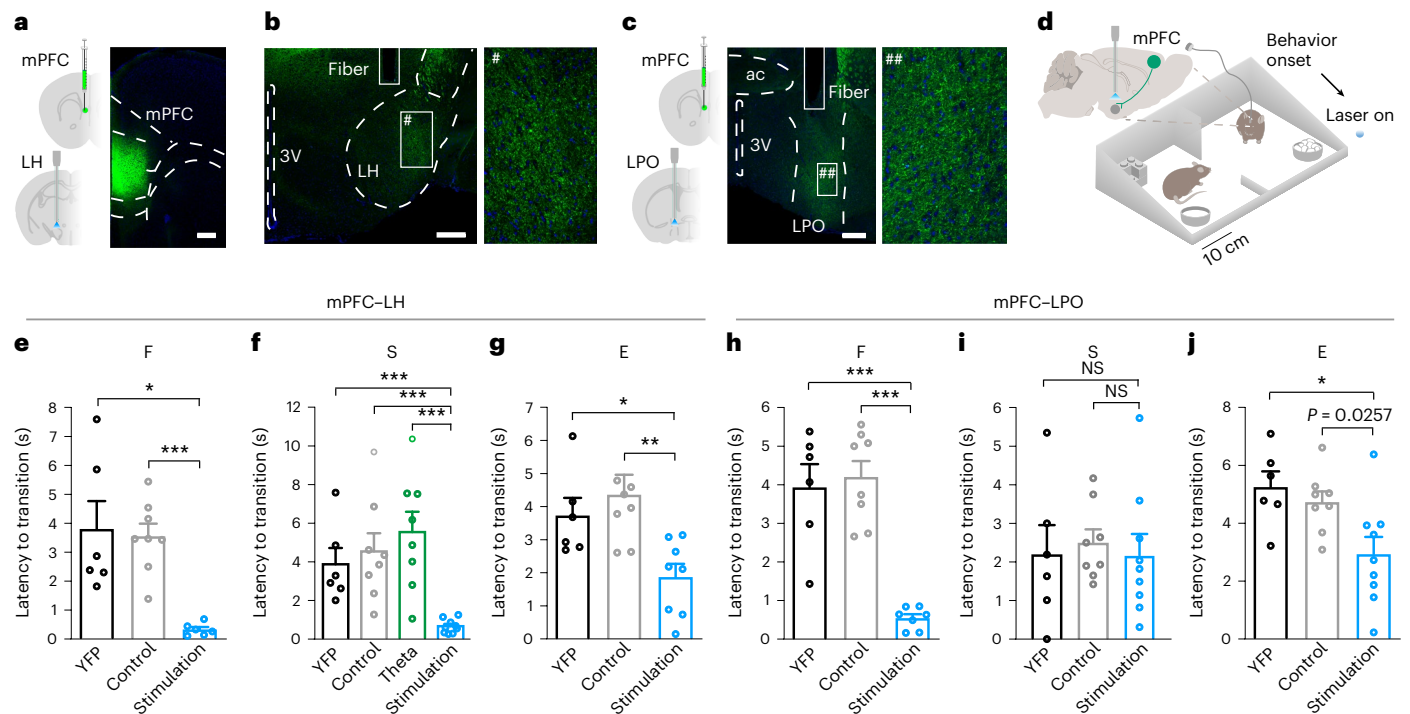 a
mPFC
LH
mPFC
b
Fiber
3V
LH
#
#
c
mPFC
LPO
ac
Fiber
3V
##
LPO
##
d
mPFC
Behavior
onset
Laser on
10 cm
mPFC–LH
mPFC–LPO
e
F
*
***
Latency to transition (s)
8
7
6
5
4
3
2
1
0
YFP
Control
Stimulation
f
S
***
***
***
Latency to transition (s)
12
10
8
6
4
2
0
YFP
Control
Theta
Stimulation
g
E
*
**
Latency to transition (s)
7
6
5
4
3
2
1
0
YFP
Control
Stimulation
h
F
***
***
Latency to transition (s)
6
5
4
3
2
1
0
YFP
Control
Stimulation
i
S
NS
NS
Latency to transition (s)
6
5
4
3
2
1
0
YFP
Control
Stimulation
j
E
*
P = 0.0257
Latency to transition (s)
8
6
4
2
0
YFP
Control
Stimulation